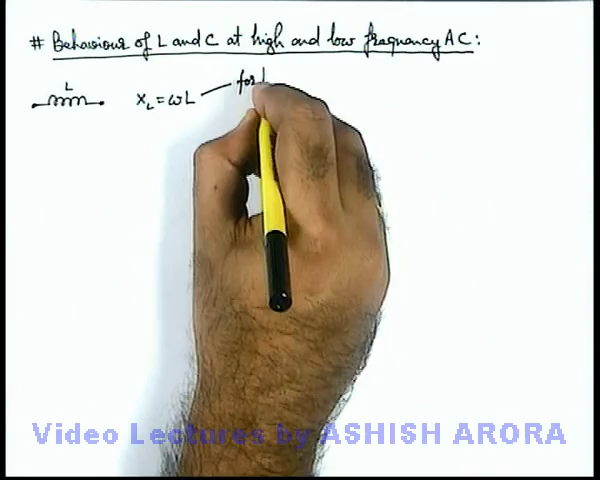 # Behaviour of L and C at high and low frequency AC :
L
X_L = ωL
for
Video Lectures by ASHISH ARORA